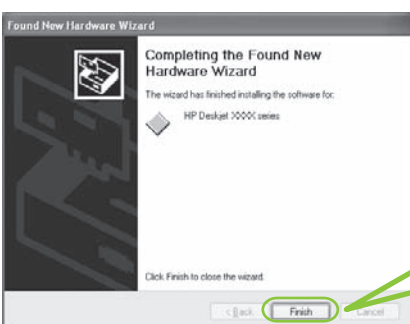 Found New Hardware Wizard
Completing the Found New
Hardware Wizard
The wizard has finished installing the software for:
HP Deskjet XXXX series
Click Finish to close the wizard.
< Back
Finish
Cancel